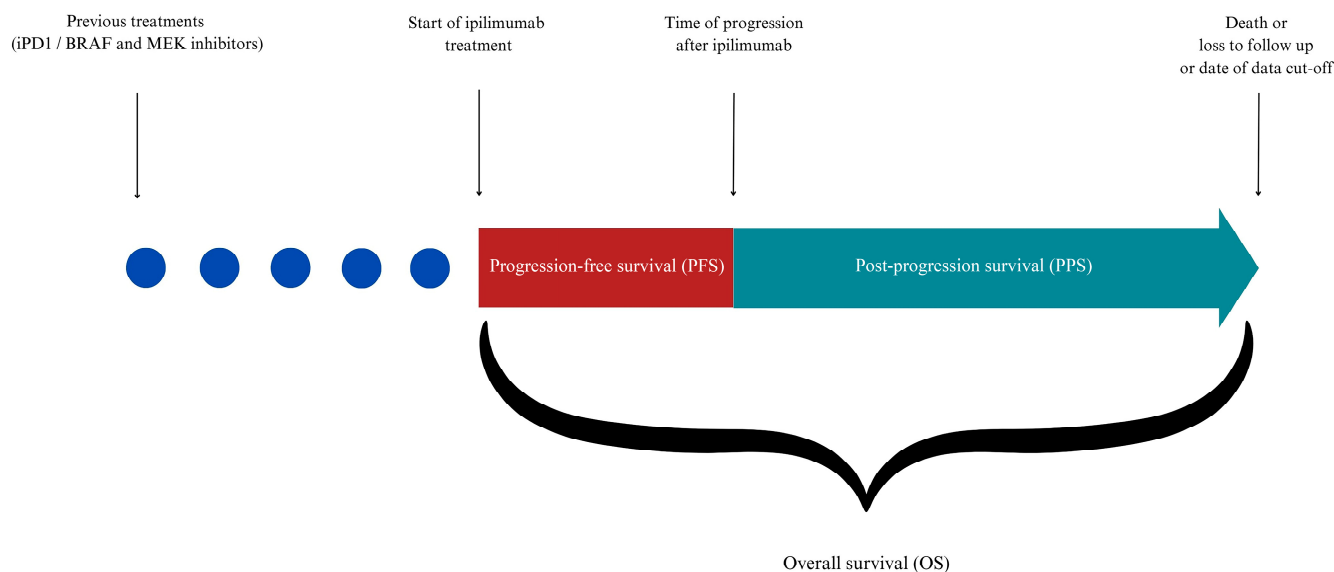 Previous treatments
(iPD1 / BRAF and MEK inhibitors)
Start of ipilimumab
treatment
Time of progression
after ipilimumab
Death or
loss to follow up
or date of data cut-off
Progression-free survival (PFS)
Post-progression survival (PPS)
Overall survival (OS)